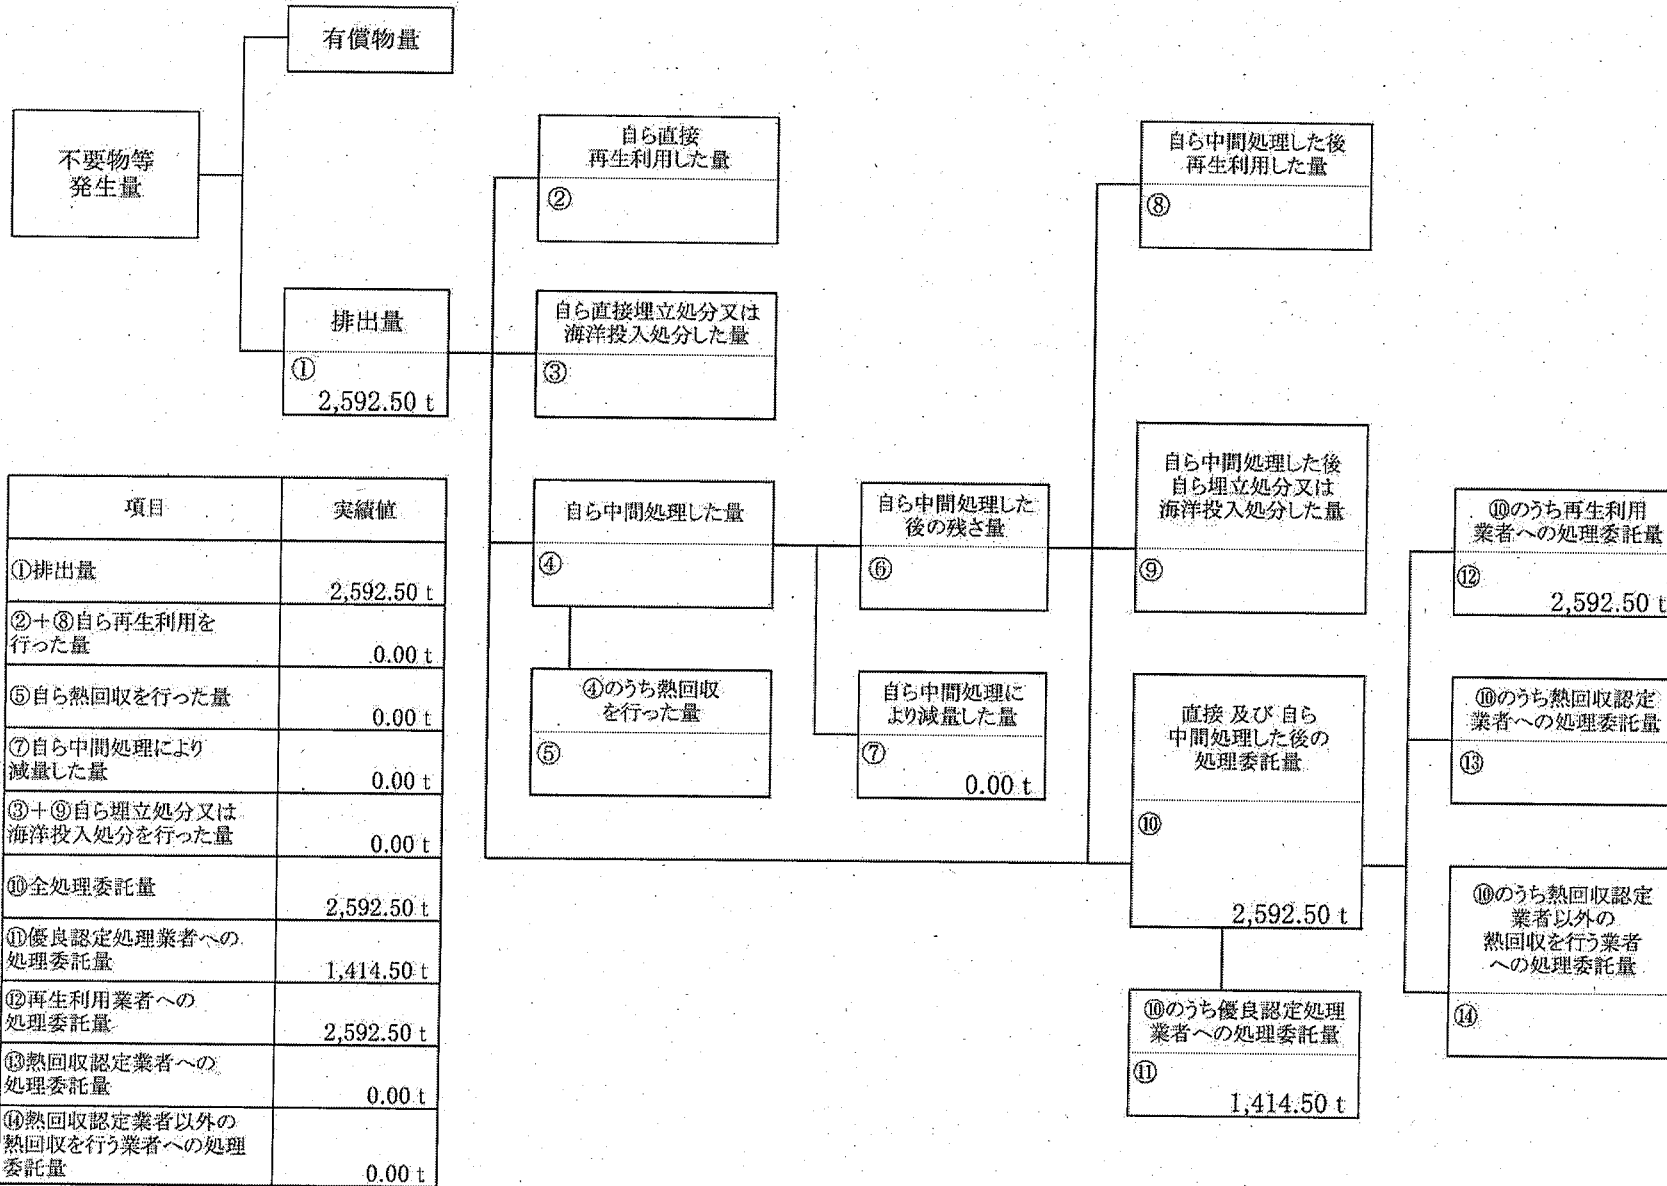 有償物量
不要物等
発生量
排出量
①
2,592.50 t
自ら直接
再生利用した量
②
自ら直接埋立処分又は
海洋投入処分した量
③
自ら中間処理した量
④
④のうち熱回収
を行った量
⑤
自ら中間処理した
後の残さ量
⑥
自ら中間処理に
より減量した量
⑦
0.00 t
自ら中間処理した後
再生利用した量
⑧
自ら中間処理した後
自ら埋立処分又は
海洋投入処分した量
⑨
直接 及び 自ら
中間処理した後の
処理委託量
⑩
2,592.50 t
⑩のうち優良認定処理
業者への処理委託量
⑪
1,414.50 t
⑩のうち再生利用
業者への処理委託量
⑫
2,592.50 t
⑩のうち熱回収認定
業者への処理委託量
⑬
⑩のうち熱回収認定
業者以外の
熱回収を行う業者
への処理委託量
⑭
項目 実績値
①排出量
2,592.50 t
②+⑧自ら再生利用を
行った量
0.00 t
⑤自ら熱回収を行った量
0.00 t
⑦自ら中間処理により
減量した量
0.00 t
③+⑨自ら埋立処分又は
海洋投入処分を行った量
0.00 t
⑩全処理委託量
2,592.50 t
⑪優良認定処理業者への
処理委託量
1,414.50 t
⑫再生利用業者への
処理委託量
2,592.50 t
⑬熱回収認定業者への
処理委託量
0.00 t
⑭熱回収認定業者以外の
熱回収を行う業者への処理
委託量
0.00 t